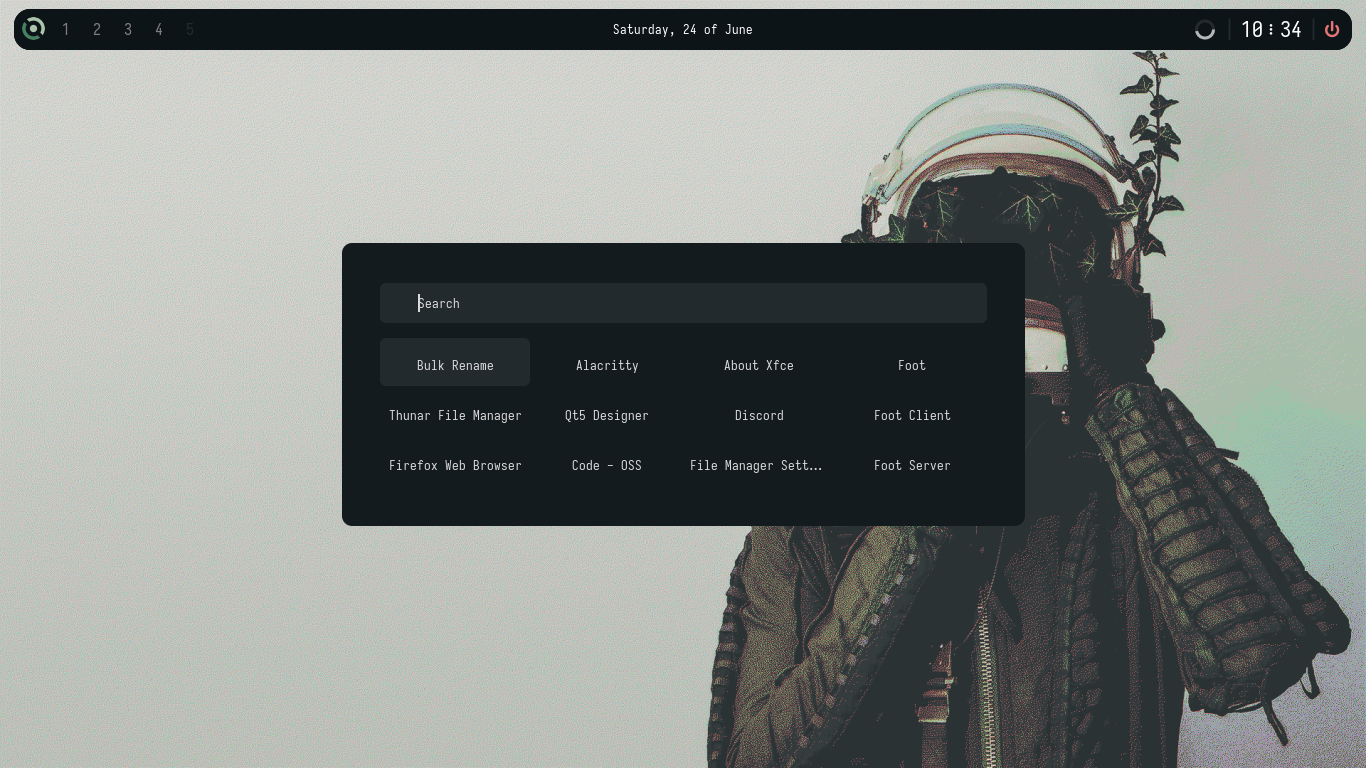 1 2 3 4 5 Saturday, 24 of June 10:34
Search
Bulk Rename Alacritty About Xfce Foot
Thunar File Manager Qt5 Designer Discord Foot Client
Firefox Web Browser Code - OSS File Manager Sett... Foot Server